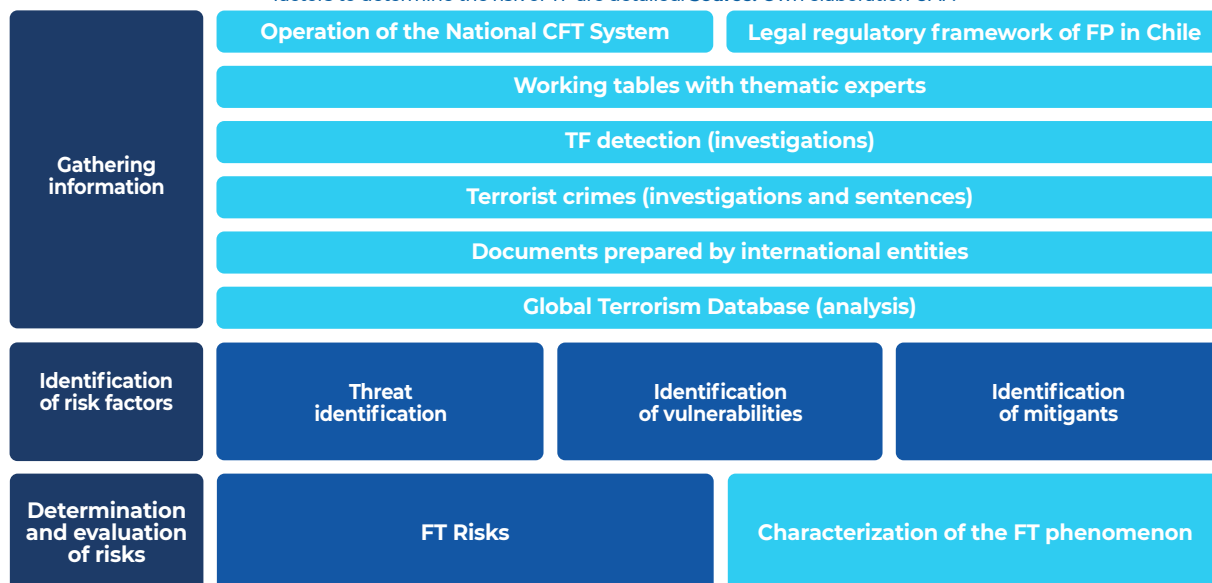 Operation of the National CFT System
Legal regulatory framework of FP in Chile
Working tables with thematic experts
TF detection (investigations)
Gathering
information
Terrorist crimes (investigations and sentences)
Documents prepared by international entities
Global Terrorism Database (analysis)
Identification
of risk factors
Threat
identification
Identification
of vulnerabilities
Identification
of mitigants
Determination
and evaluation
of risks
FT Risks
Characterization of the FT phenomenon